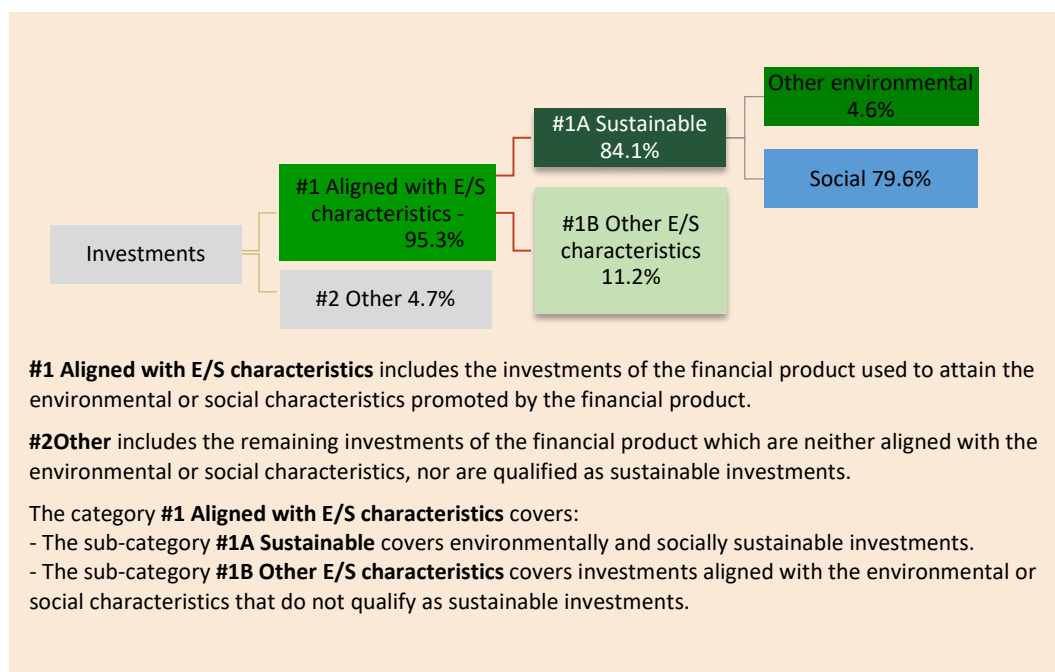 Investments
#1 Aligned with E/S
characteristics -
95.3%
#2 Other 4.7%
#1A Sustainable
84.1%
#1B Other E/S
characteristics
11.2%
Other environmental
4.6%
Social 79.6%
#1 Aligned with E/S characteristics includes the investments of the financial product used to attain the
environmental or social characteristics promoted by the financial product.
#2Other includes the remaining investments of the financial product which are neither aligned with the
environmental or social characteristics, nor are qualified as sustainable investments.
The category #1 Aligned with E/S characteristics covers:
- The sub-category #1A Sustainable covers environmentally and socially sustainable investments.
- The sub-category #1B Other E/S characteristics covers investments aligned with the environmental or
social characteristics that do not qualify as sustainable investments.